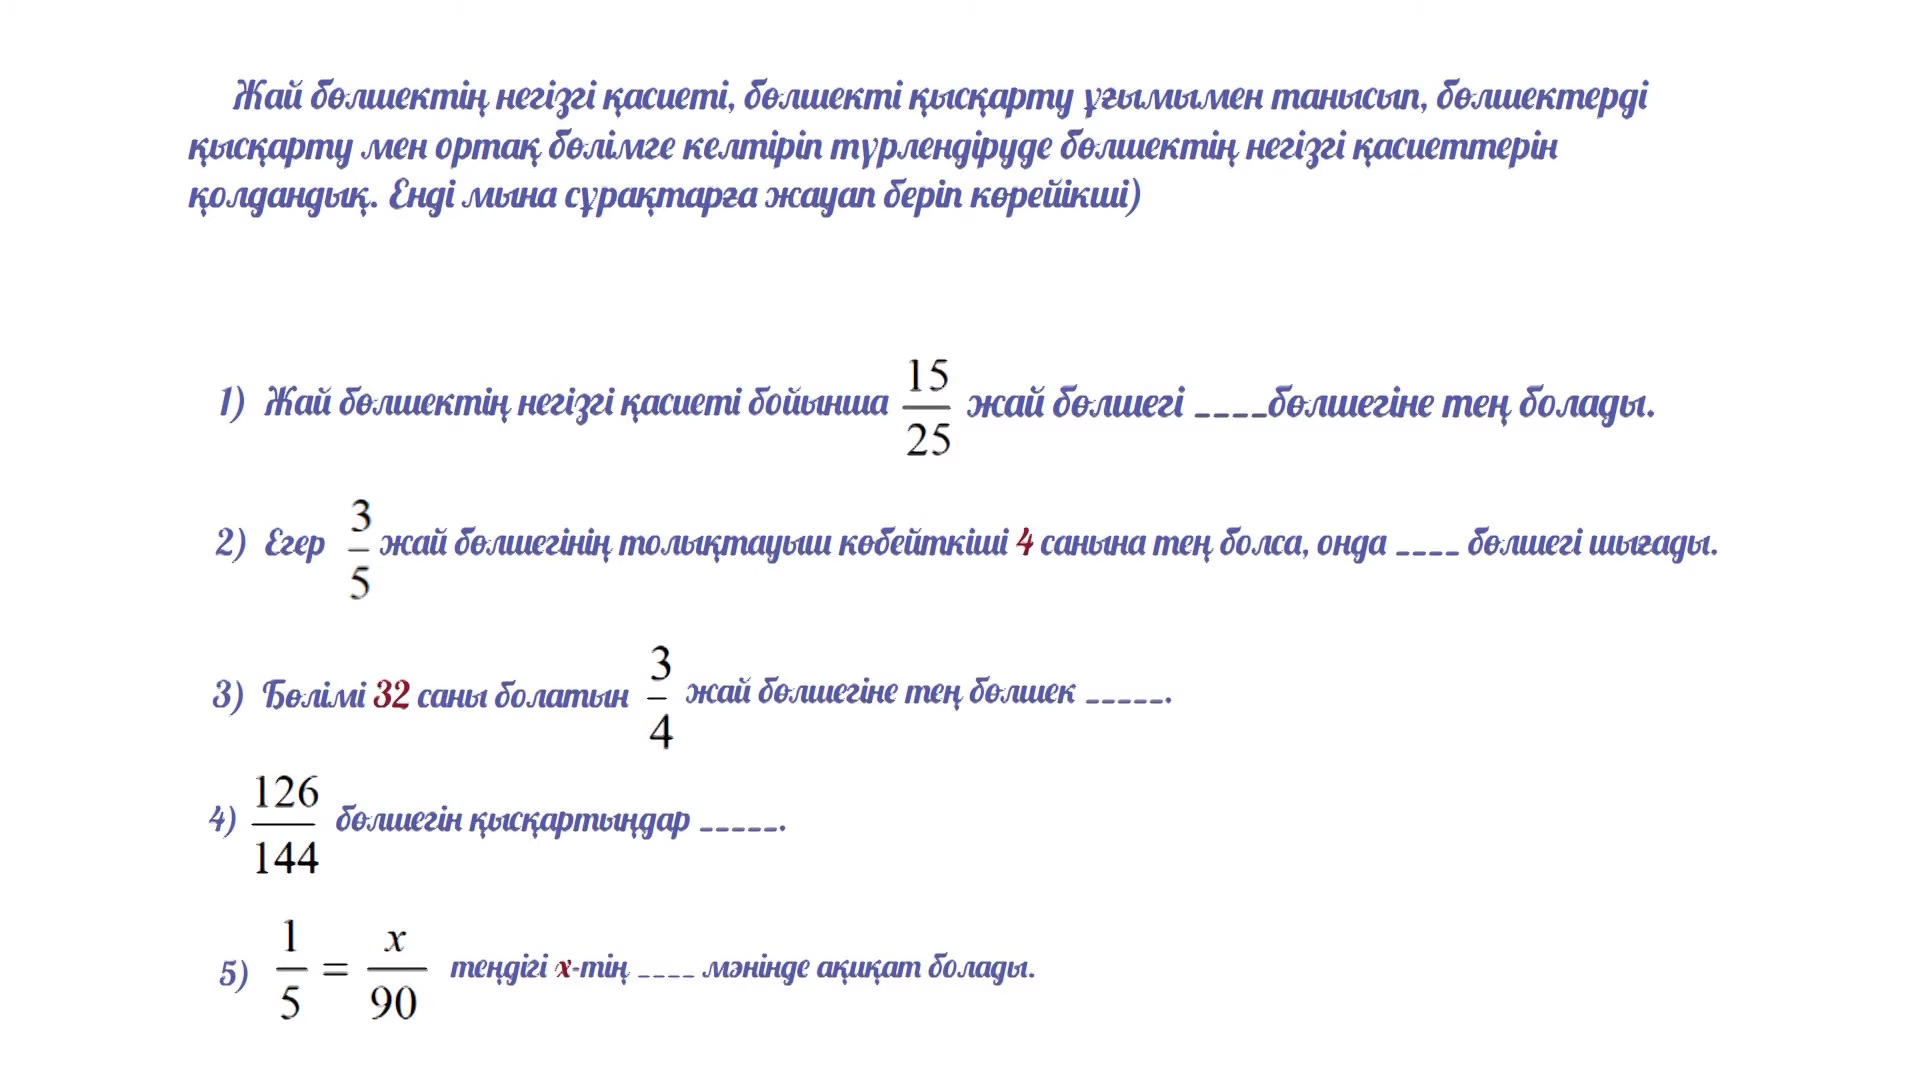 Жай бөлшектің негізгі қасиеті, бөлшекті қысқарту ұғымымен танысып, бөлшектерді
қысқарту мен ортақ бөлімге келтіріп түрлендіруде бөлшектің негізгі қасиеттерін
қолдандық. Енді мына сұрақтарға жауап беріп көрейікші)
1) Жай бөлшектің негізгі қасиеті бойынша 15/25 жай бөлшегі ____бөлшегіне тең болады.
2) Егер 3/5 жай бөлшегінің толықтауыш көбейткіші 4 санына тең болса, онда ____ бөлшегі шығады.
3) Бөлімі 32 саны болатын 3/4 жай бөлшегіне тең бөлшек _____.
4) 126/144 бөлшегін қысқартыңдар _____.
5) 1/5 = x/90 теңдігі х-тің ____ мәнінде ақиқат болады.